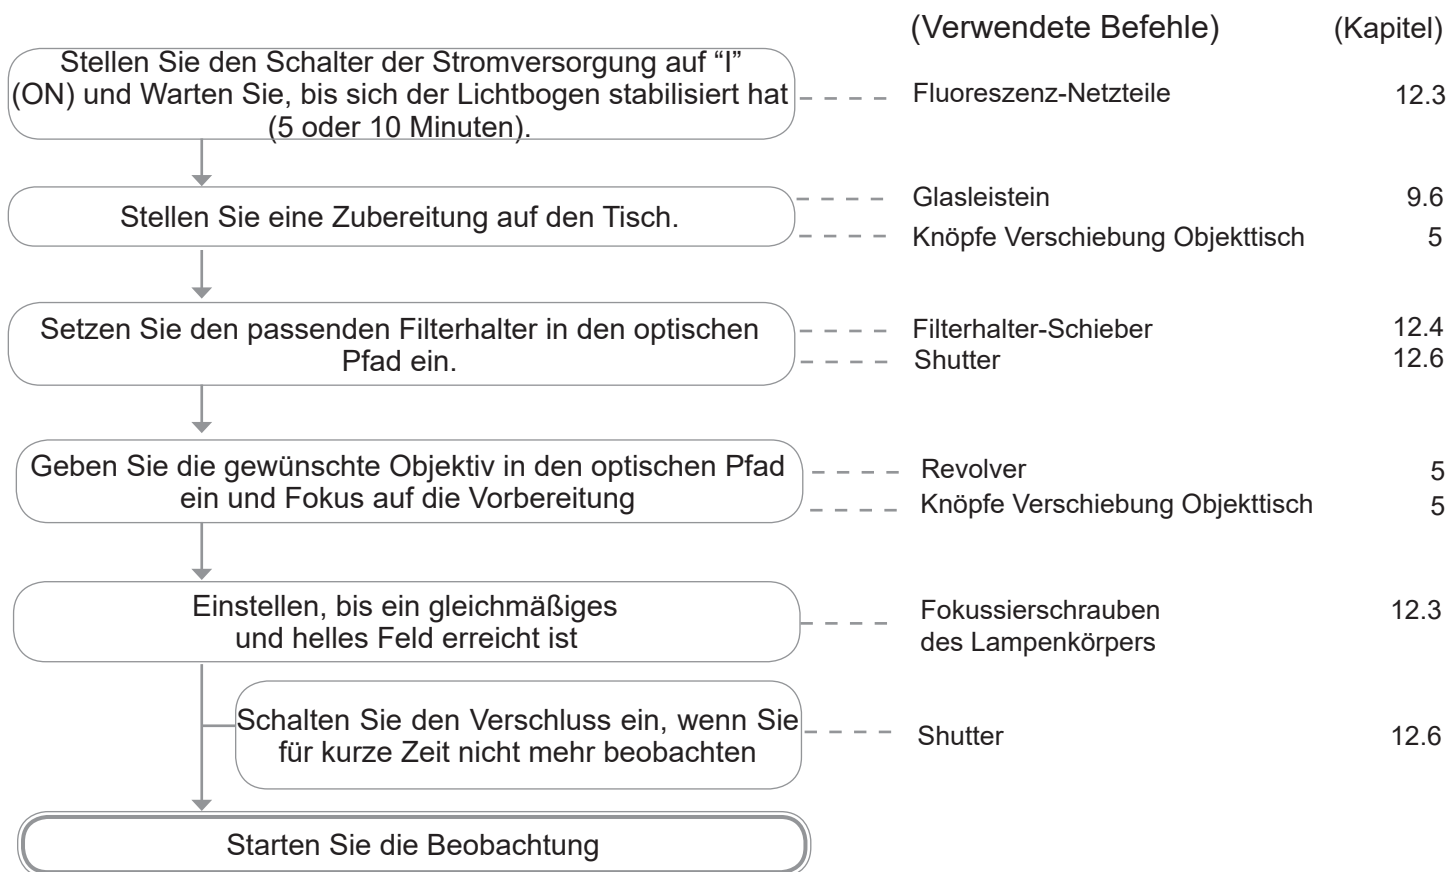 (Verwendete Befehle) (Kapitel)
Stellen Sie den Schalter der Stromversorgung auf “I”
(ON) und Warten Sie, bis sich der Lichtbogen stabilisiert hat
(5 oder 10 Minuten).
Fluoreszenz-Netzteile 12.3
Stellen Sie eine Zubereitung auf den Tisch.
Glasleistein 9.6
Knöpfe Verschiebung Objekttisch 5
Setzen Sie den passenden Filterhalter in den optischen
Pfad ein.
Filterhalter-Schieber 12.4
Shutter 12.6
Geben Sie die gewünschte Objektiv in den optischen Pfad
ein und Fokus auf die Vorbereitung
Revolver 5
Knöpfe Verschiebung Objekttisch 5
Einstellen, bis ein gleichmäßiges
und helles Feld erreicht ist
Fokussierschrauben 12.3
des Lampenkörpers
Schalten Sie den Verschluss ein, wenn Sie
für kurze Zeit nicht mehr beobachten
Shutter 12.6
Starten Sie die Beobachtung